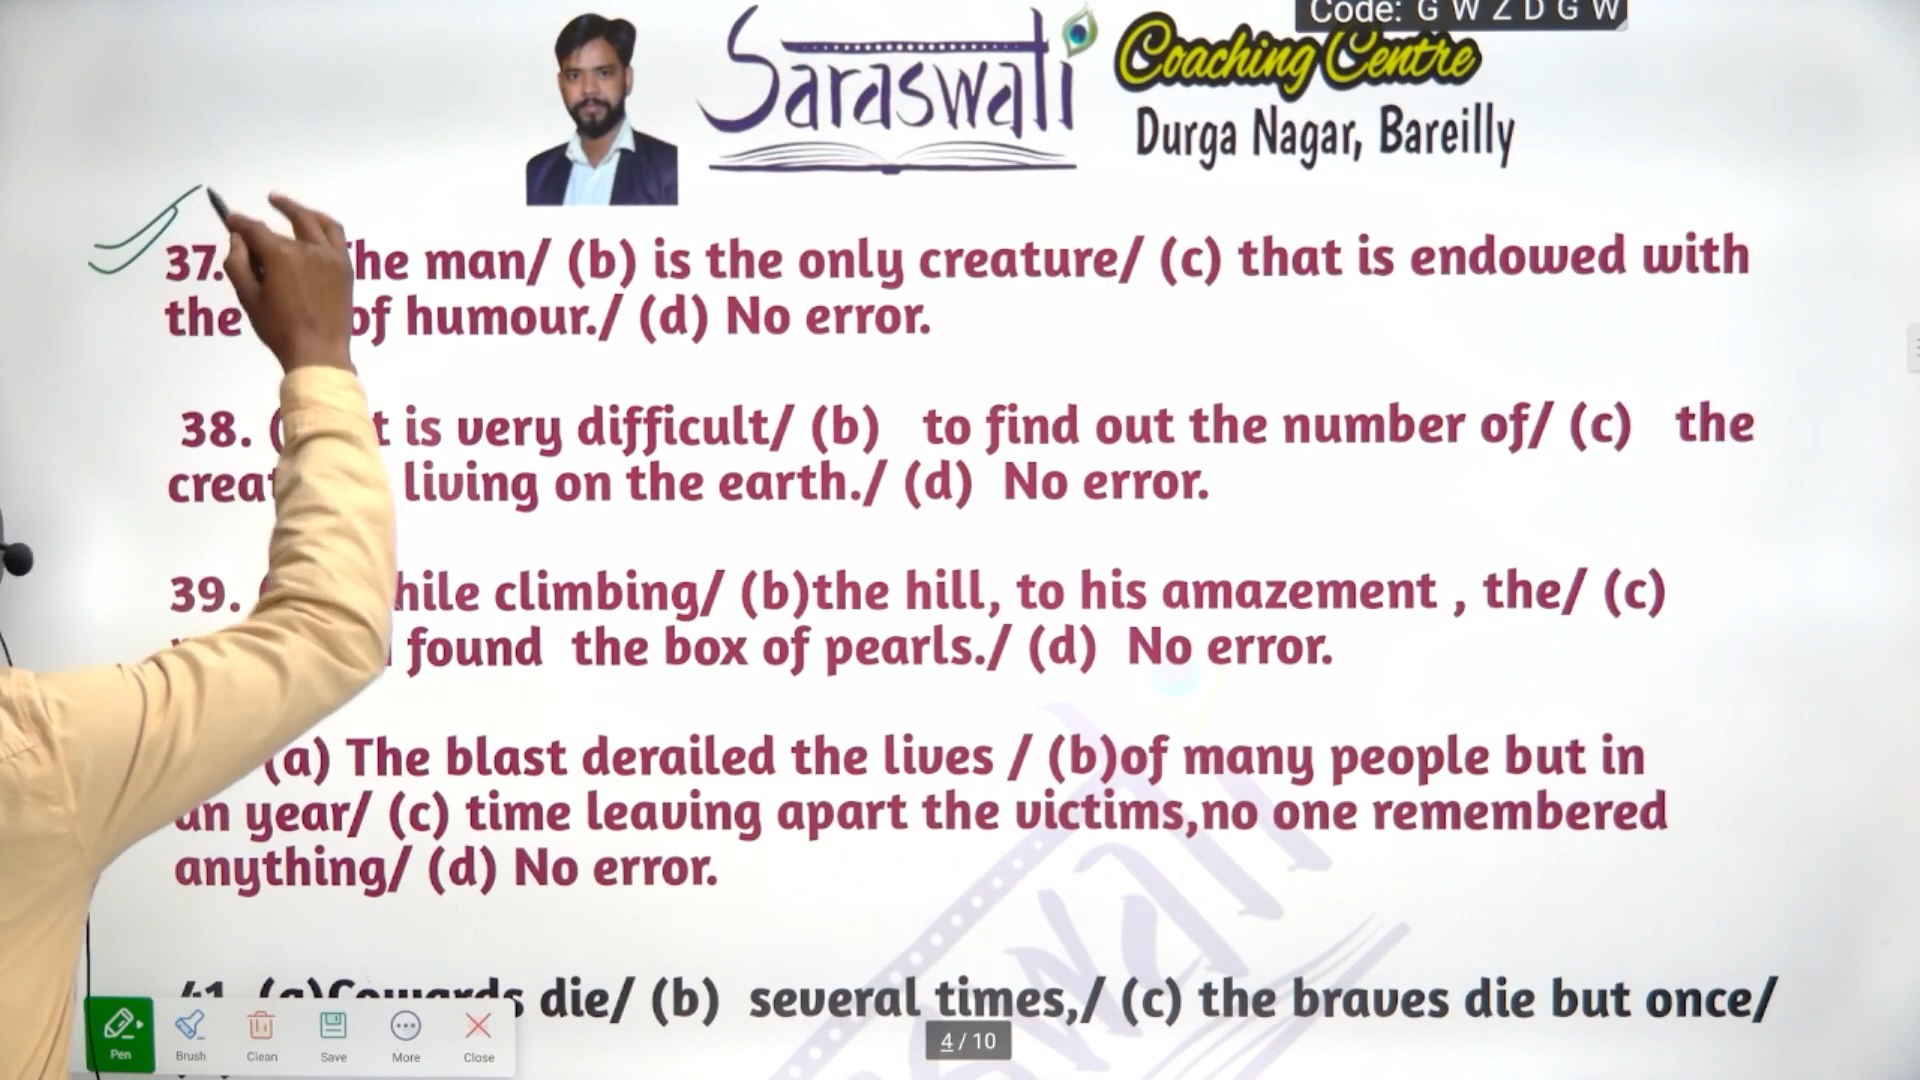 Code: G W Z D G W
Saraswati Coaching Centre
Durga Nagar, Bareilly
37. he man/ (b) is the only creature/ (c) that is endowed with
the of humour./ (d) No error.
38. ( t is very difficult/ (b) to find out the number of/ (c) the
creat living on the earth./ (d) No error.
39. hile climbing/ (b)the hill, to his amazement , the/ (c)
found the box of pearls./ (d) No error.
(a) The blast derailed the lives / (b)of many people but in
an year/ (c) time leaving apart the victims,no one remembered
anything/ (d) No error.
41. (a)Cowards die/ (b) several times,/ (c) the braves die but once/
Pen Brush Clean Save More Close
4 / 10